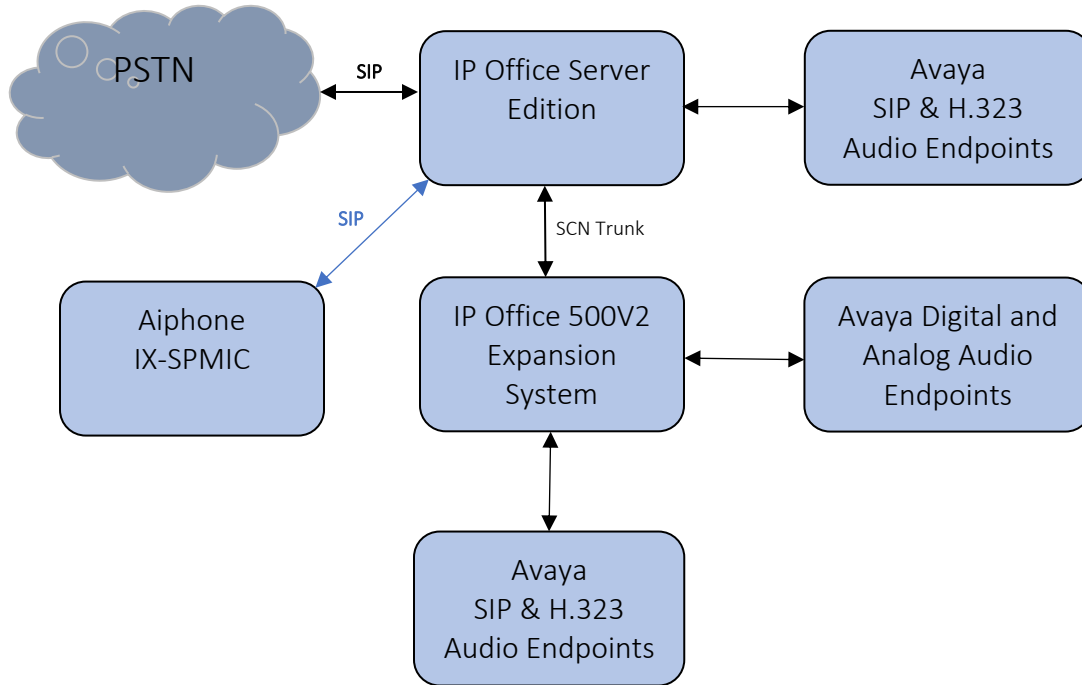 PSTN
SIP
IP Office Server
Edition
Avaya
SIP & H.323
Audio Endpoints
SIP
SCN Trunk
Aiphone
IX-SPMIC
IP Office 500V2
Expansion
System
Avaya Digital and
Analog Audio
Endpoints
Avaya
SIP & H.323
Audio Endpoints